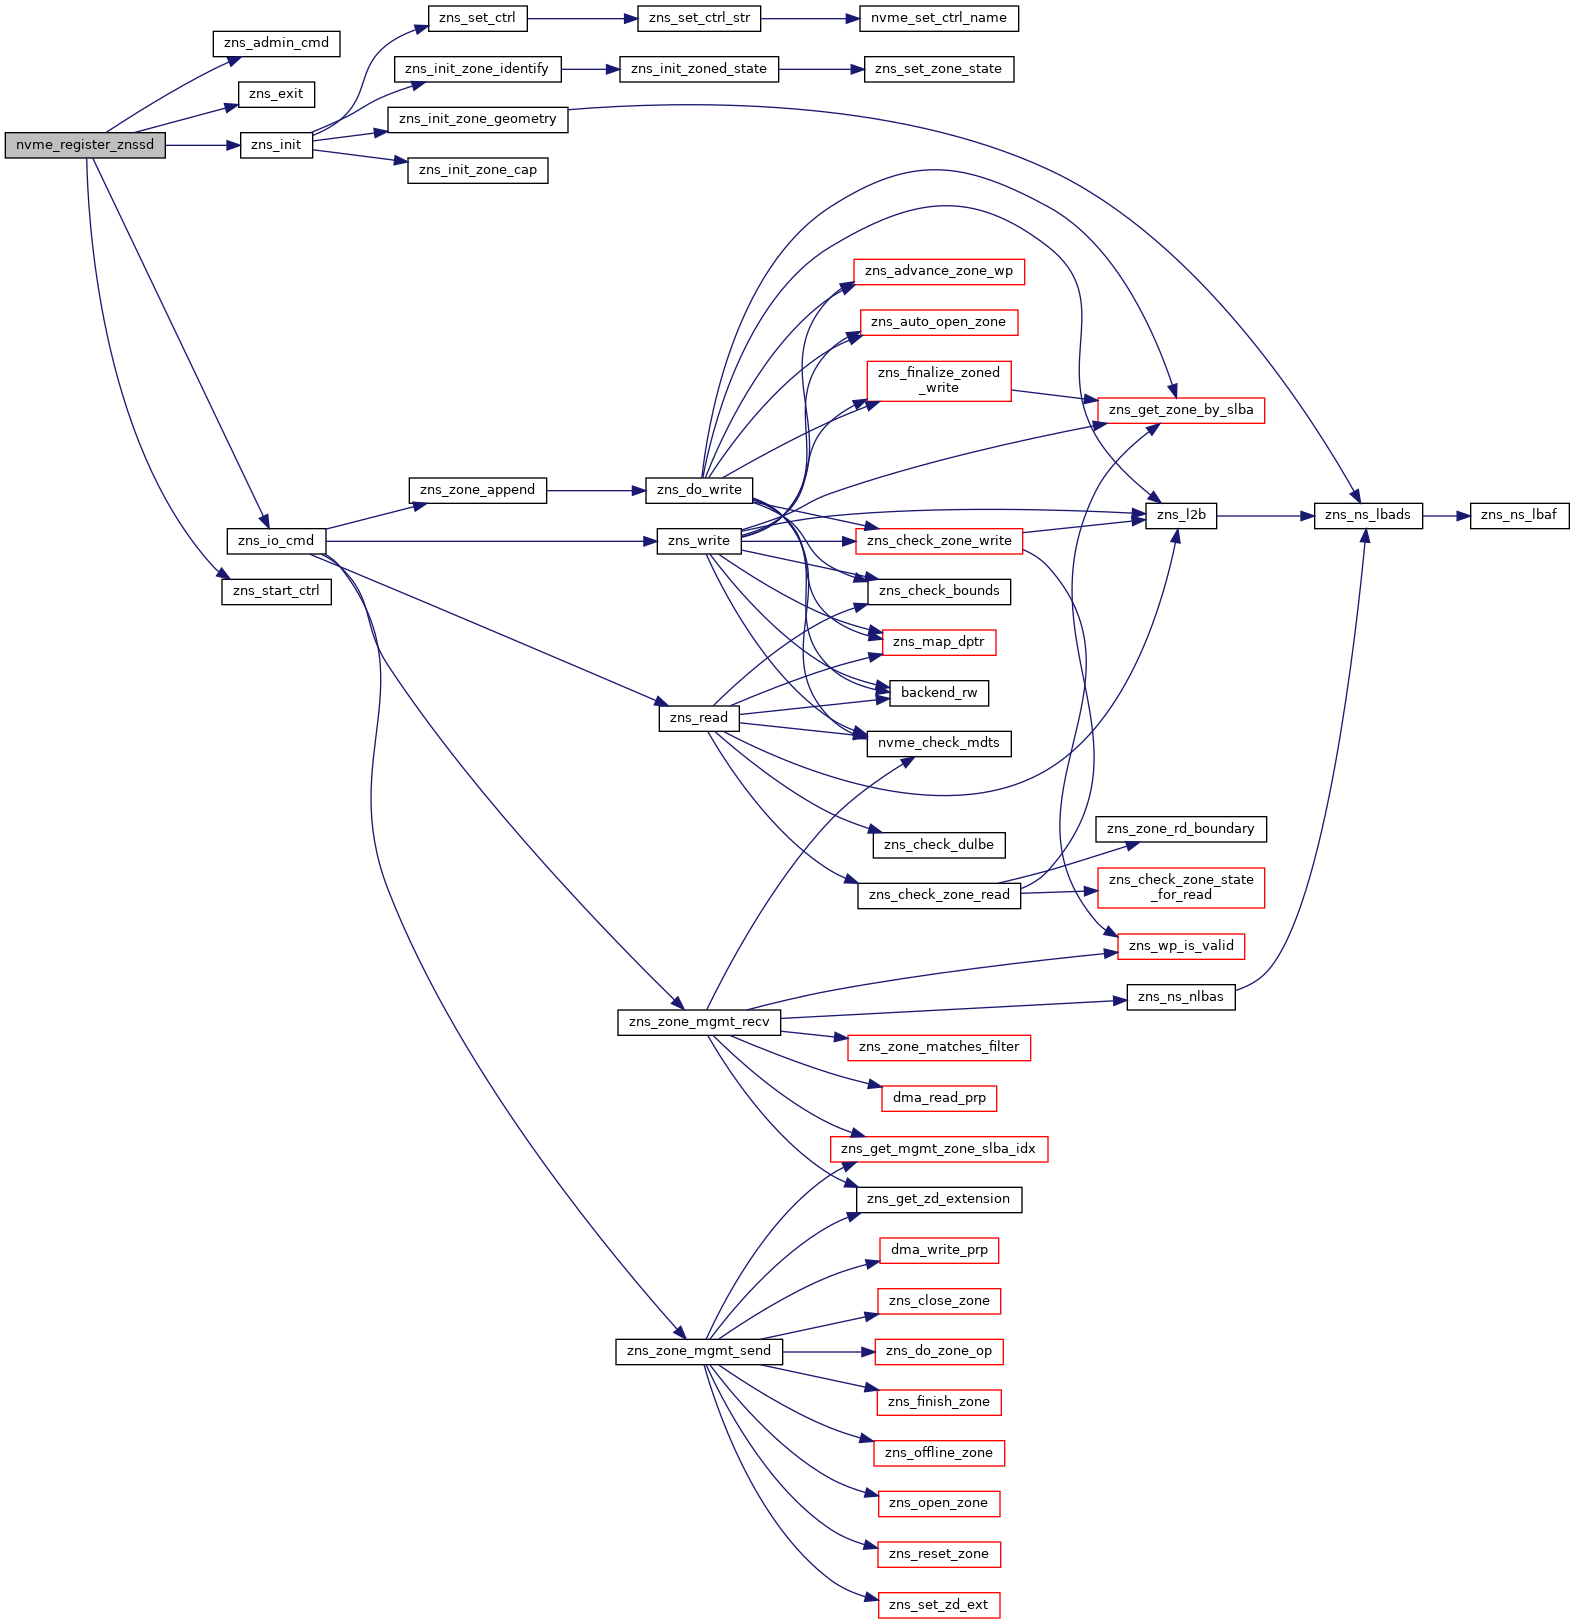 zns_set_ctrl
zns_set_ctrl_str
nvme_set_ctrl_name
zns_admin_cmd
zns_init_zone_identify
zns_init_zoned_state
zns_set_zone_state
zns_exit
zns_init_zone_geometry
nvme_register_znssd
zns_init
zns_init_zone_cap
zns_advance_zone_wp
zns_auto_open_zone
zns_finalize_zoned
_write
zns_get_zone_by_slba
zns_zone_append
zns_do_write
zns_l2b
zns_ns_lbads
zns_ns_lbaf
zns_io_cmd
zns_write
zns_check_zone_write
zns_start_ctrl
zns_check_bounds
zns_map_dptr
backend_rw
zns_read
nvme_check_mdts
zns_zone_rd_boundary
zns_check_dulbe
zns_check_zone_state
_for_read
zns_check_zone_read
zns_wp_is_valid
zns_ns_nlbas
zns_zone_mgmt_recv
zns_zone_matches_filter
dma_read_prp
zns_get_mgmt_zone_slba_idx
zns_get_zd_extension
dma_write_prp
zns_close_zone
zns_zone_mgmt_send
zns_do_zone_op
zns_finish_zone
zns_offline_zone
zns_open_zone
zns_reset_zone
zns_set_zd_ext